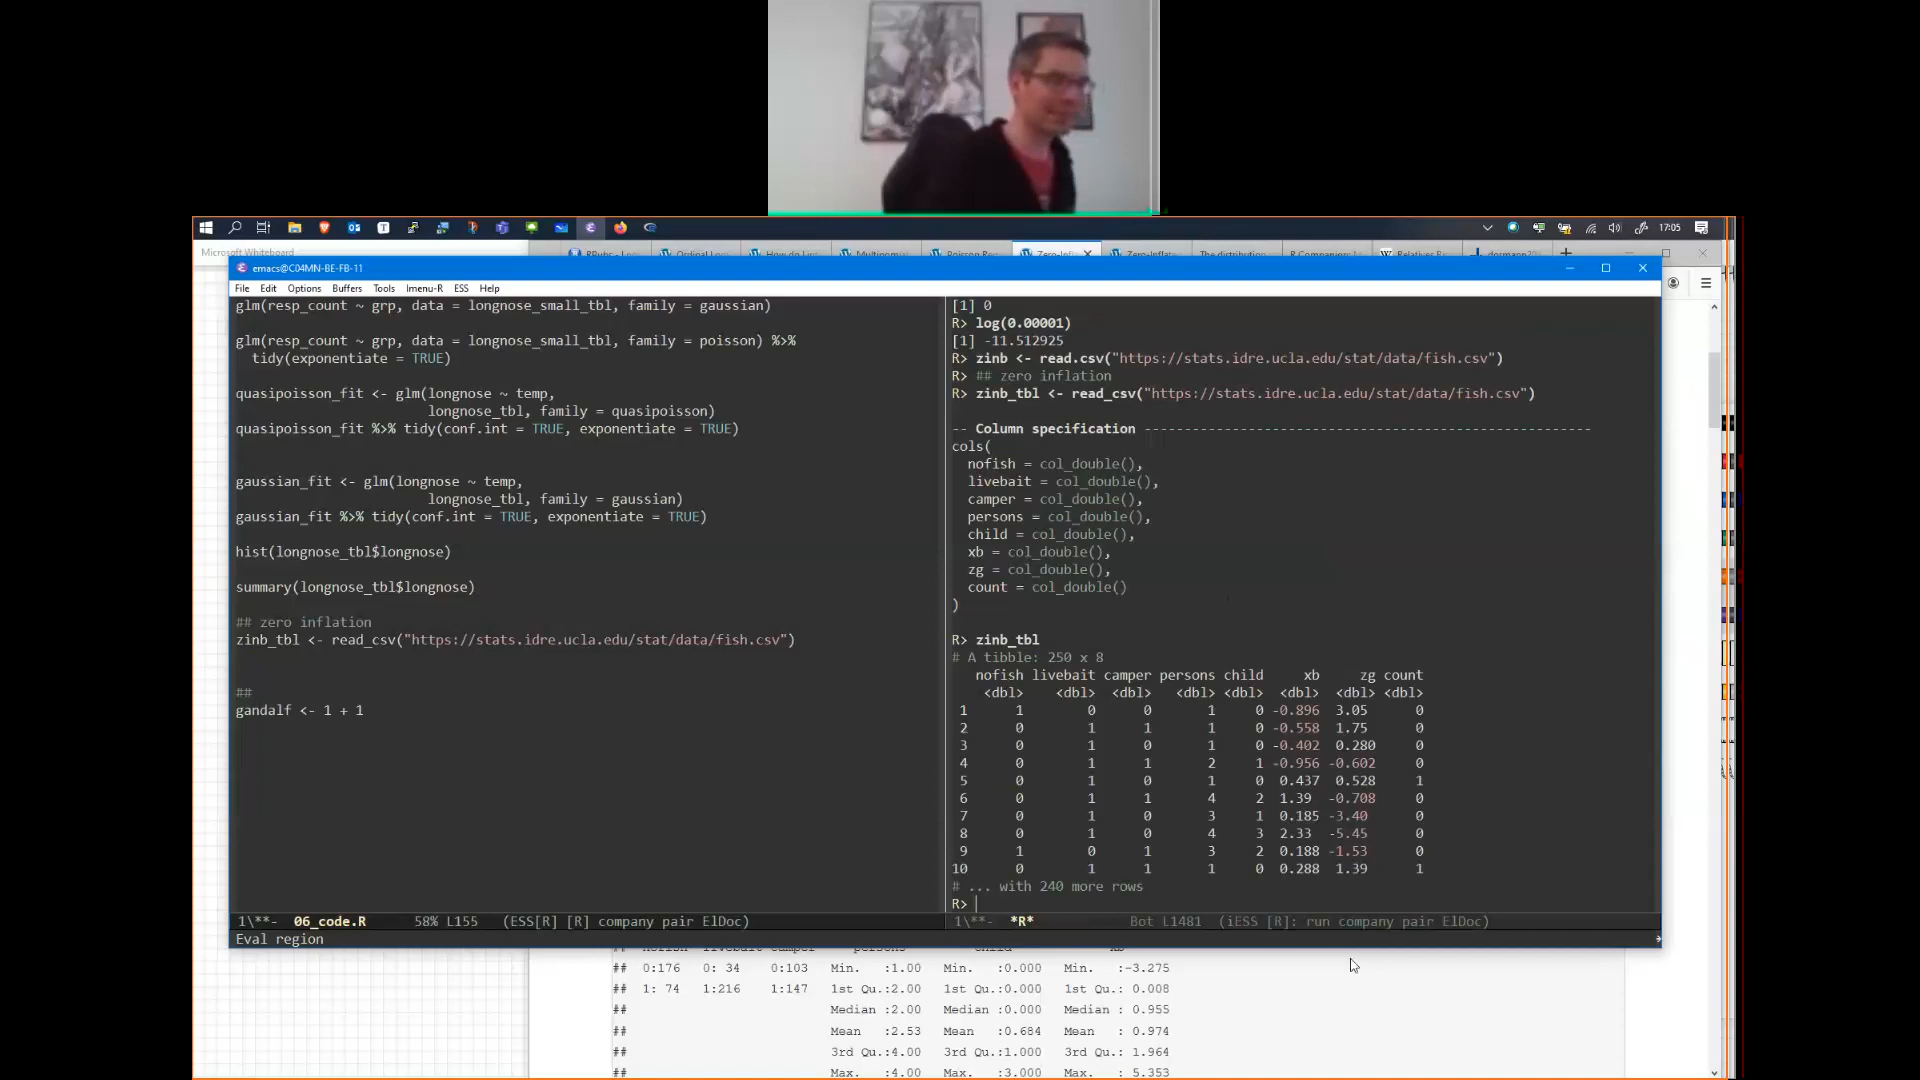 17:05
Microsoft Whiteboard
Ordinal Logi
How do I i
Multinomi
Poisson Re
Zero-Infl
Zero-Inflate
The distribution
R Companion:
Relatives R
dormann20
emacs@C04MN-BE-FB-11
File Edit Options Buffers Tools Imenu-R ESS Help
glm(resp_count ~ grp, data = longnose_small_tbl, family = gaussian)
glm(resp_count ~ grp, data = longnose_small_tbl, family = poisson) %>%
tidy(exponentiate = TRUE)
quasipoisson_fit <- glm(longnose ~ temp,
longnose_tbl, family = quasipoisson)
quasipoisson_fit %>% tidy(conf.int = TRUE, exponentiate = TRUE)
gaussian_fit <- glm(longnose ~ temp,
longnose_tbl, family = gaussian)
gaussian_fit %>% tidy(conf.int = TRUE, exponentiate = TRUE)
hist(longnose_tbl$longnose)
summary(longnose_tbl$longnose)
## zero inflation
zinb_tbl <- read_csv("https://stats.idre.ucla.edu/stat/data/fish.csv")
##
gandalf <- 1 + 1
1\**- 06_code.R 58% L155 (ESS[R] [R] company pair ElDoc)
Eval region
[1] 0
R> log(0.00001)
[1] -11.512925
R> zinb <- read.csv("https://stats.idre.ucla.edu/stat/data/fish.csv")
R> ## zero inflation
R> zinb_tbl <- read_csv("https://stats.idre.ucla.edu/stat/data/fish.csv")
-- Column specification --------------------------------------------------------
cols(
nofish = col_double(),
livebait = col_double(),
camper = col_double(),
persons = col_double(),
child = col_double(),
xb = col_double(),
zg = col_double(),
count = col_double()
)
R> zinb_tbl
# A tibble: 250 x 8
nofish livebait camper persons child xb zg count
<dbl> <dbl> <dbl> <dbl> <dbl> <dbl> <dbl> <dbl>
1 1 0 0 1 0 -0.896 3.05 0
2 0 1 1 1 0 -0.558 1.75 0
3 0 1 0 1 0 -0.402 0.280 0
4 0 1 1 2 1 -0.956 -0.602 0
5 0 1 0 1 0 0.437 0.528 1
6 0 1 1 4 2 1.39 -0.708 0
7 0 1 0 3 1 0.185 -3.40 0
8 0 1 0 4 3 2.33 -5.45 0
9 1 0 1 3 2 0.188 -1.53 0
10 0 1 1 1 0 0.288 1.39 1
# ... with 240 more rows
R>
1\**- *R* Bot L1481 (iESS [R]: run company pair ElDoc)
## 0:176 0: 34 0:103 Min. :1.00 Min. :0.000 Min. :-3.275
## 1: 74 1:216 1:147 1st Qu.:2.00 1st Qu.:0.000 1st Qu.: 0.008
## Median :2.00 Median :0.000 Median : 0.955
## Mean :2.53 Mean :0.684 Mean : 0.974
## 3rd Qu.:4.00 3rd Qu.:1.000 3rd Qu.: 1.964
## Max. :4.00 Max. :3.000 Max. : 5.353